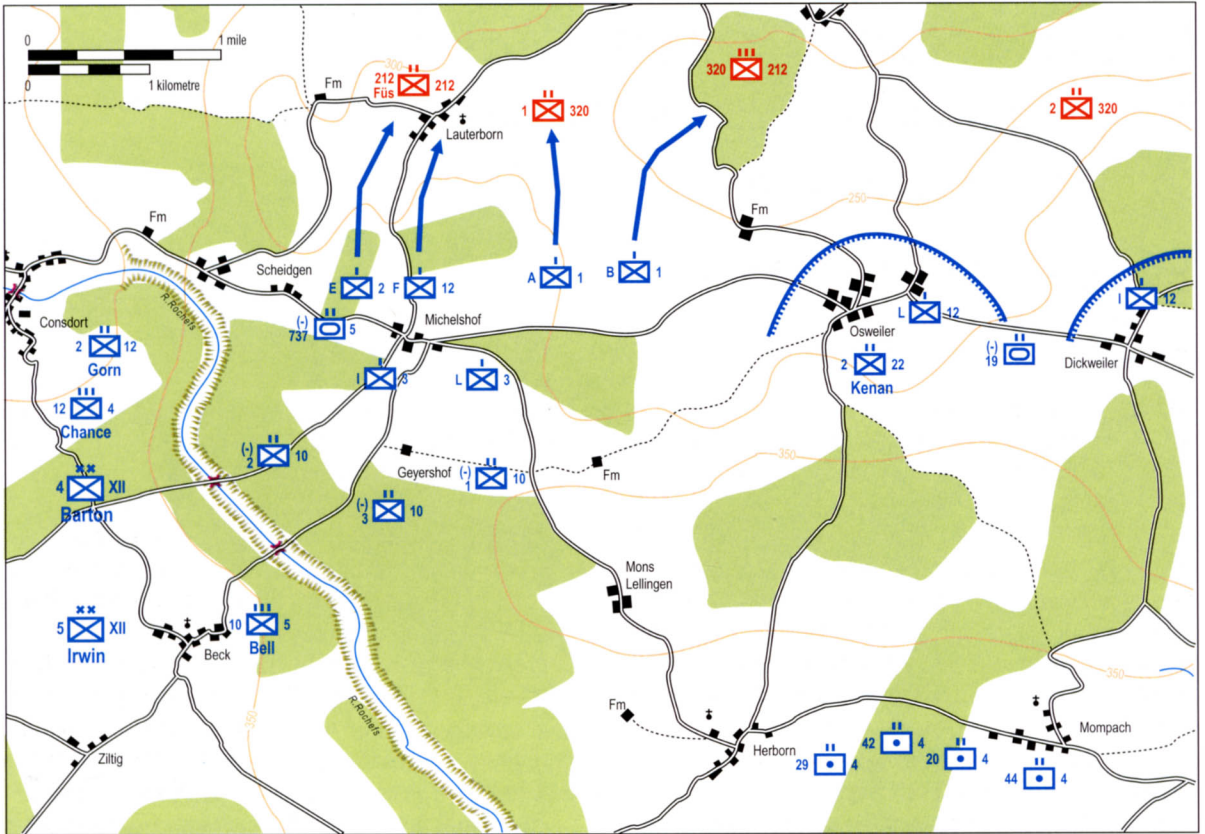 0
1 mile
0
1 kilometre
Fm
300
212
Füs
212
Lauterborn
1
320
320
212
2
320
Fm
250
Fm
Scheidgen
R.Rochets
Consdort
E
2
F
12
A
1
B
1
(-)
737
5
Michelshof
L
12
I
12
Osweiler
(-)
19
Dickweiler
2
22
Kenan
2
12
Gorn
I
3
L
3
12
4
Chance
(-)
2
10
Geyershof
(-)
1
10
Fm
350
4
XII
Barton
(-)
3
10
Mons
Lellingen
5
XII
Irwin
10
5
Bell
Beck
350
350
R.Rochets
Fm
Ziltig
Herborn
Mompach
29
4
42
4
20
4
44
4